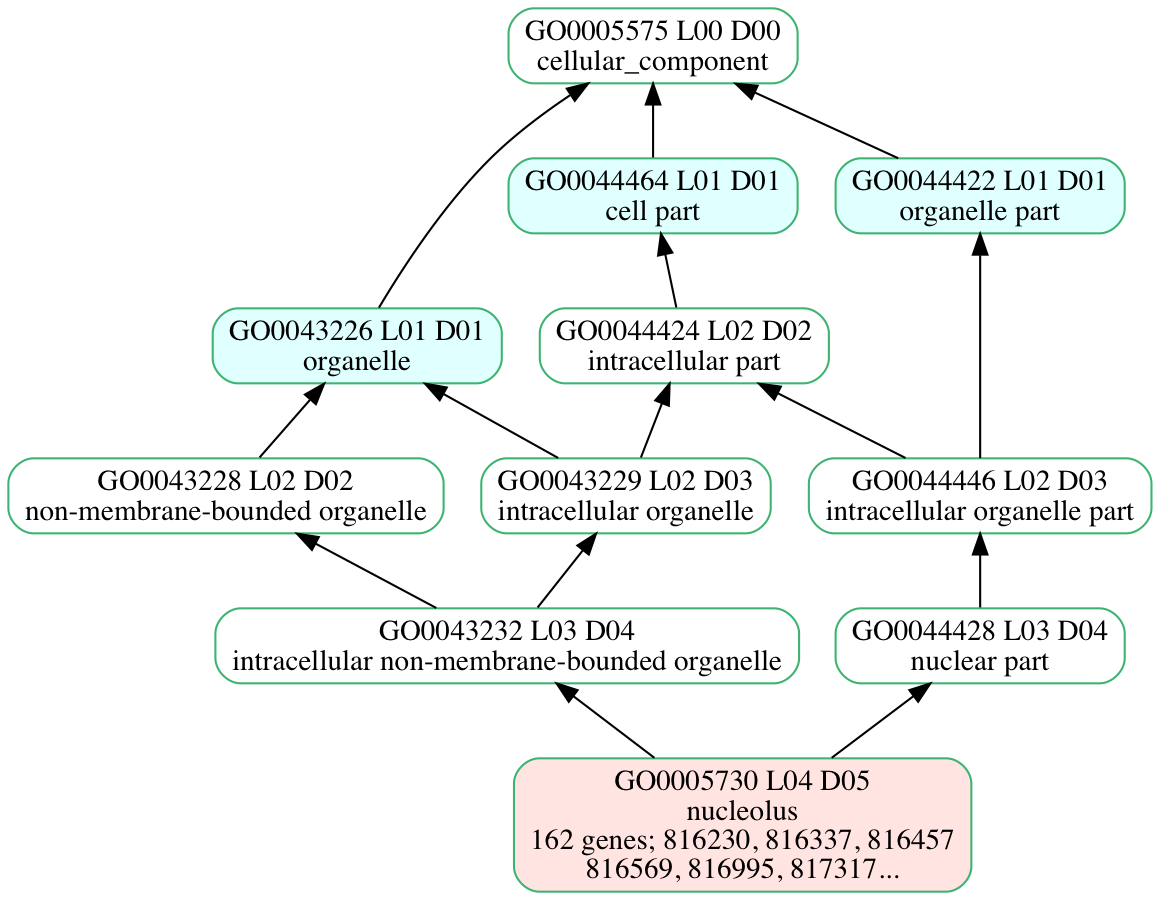 GO0005575 L00 D00
cellular_component
GO0044464 L01 D01
cell part
GO0044422 L01 D01
organelle part
GO0043226 L01 D01
organelle
GO0044424 L02 D02
intracellular part
GO0043228 L02 D02
non-membrane-bounded organelle
GO0043229 L02 D03
intracellular organelle
GO0044446 L02 D03
intracellular organelle part
GO0043232 L03 D04
intracellular non-membrane-bounded organelle
GO0044428 L03 D04
nuclear part
GO0005730 L04 D05
nucleolus
162 genes; 816230, 816337, 816457
816569, 816995, 817317...